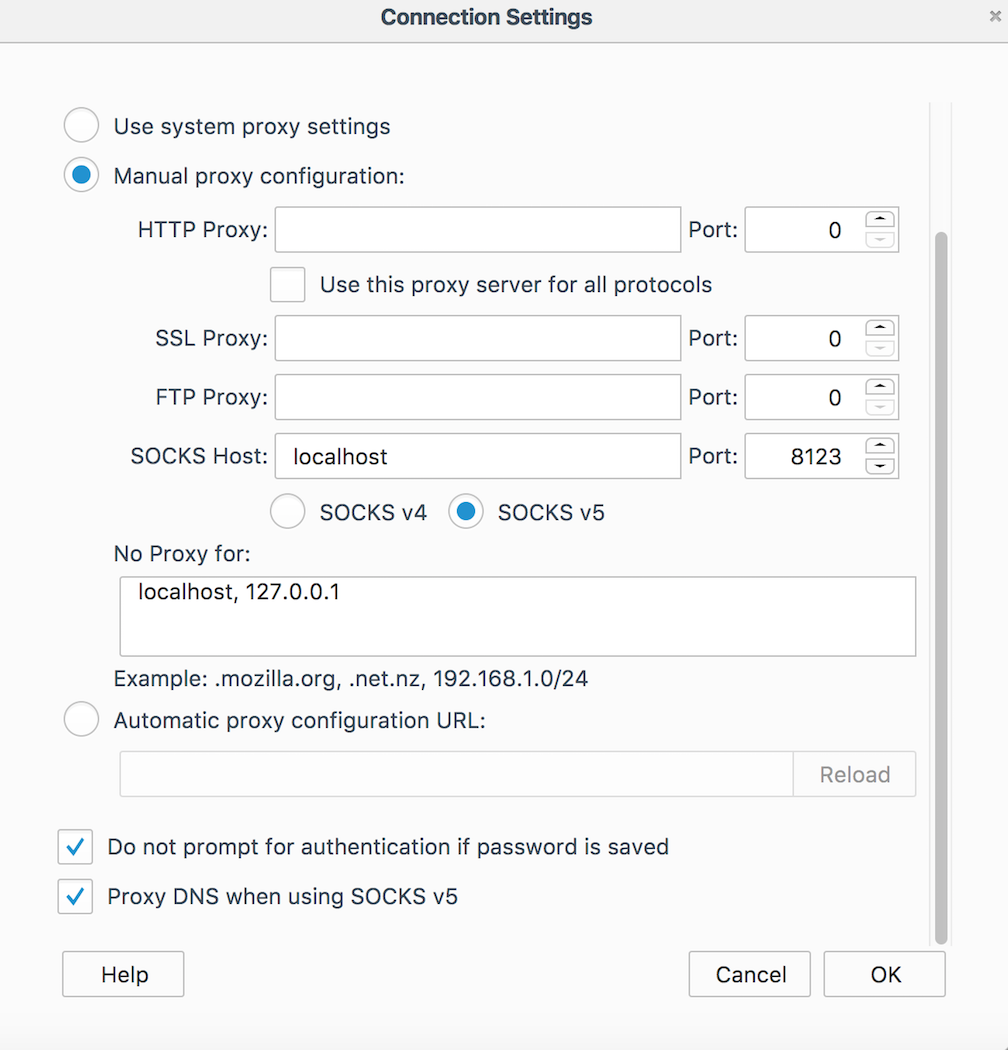 Connection Settings
Use system proxy settings
Manual proxy configuration:
HTTP Proxy: Port: 0
Use this proxy server for all protocols
SSL Proxy: Port: 0
FTP Proxy: Port: 0
SOCKS Host: localhost Port: 8123
SOCKS v4 SOCKS v5
No Proxy for:
localhost, 127.0.0.1
Example: .mozilla.org, .net.nz, 192.168.1.0/24
Automatic proxy configuration URL:
Reload
Do not prompt for authentication if password is saved
Proxy DNS when using SOCKS v5
Help Cancel OK